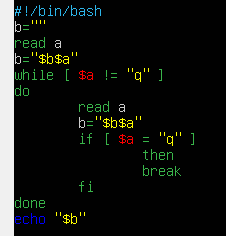 #!/bin/bash
b=""
read a
b="$b$a"
while [ $a != "q" ]
do
        read a
        b="$b$a"
        if [ $a = "q" ]
                then
                break
        fi
done
echo "$b"